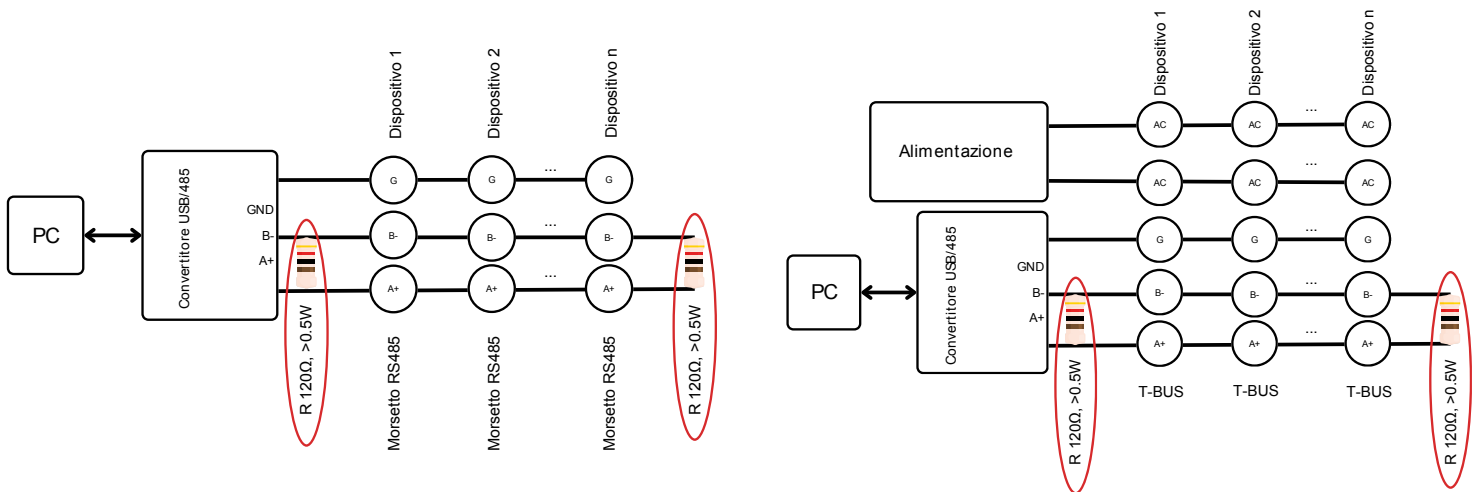 Dispositivo 1
Dispositivo 2
Dispositivo n
G
G
...
G
PC
Convertitore USB/485
GND
B-
A+
B-
B-
...
B-
A+
A+
...
A+
R 120Ω, >0.5W
Morsetto RS485
Morsetto RS485
Morsetto RS485
R 120Ω, >0.5W
Dispositivo 1
Dispositivo 2
Dispositivo n
Alimentazione
AC
AC
...
AC
AC
AC
...
AC
PC
Convertitore USB/485
GND
B-
A+
G
G
...
G
B-
B-
...
B-
A+
A+
...
A+
R 120Ω, >0.5W
T-BUS
T-BUS
T-BUS
R 120Ω, >0.5W